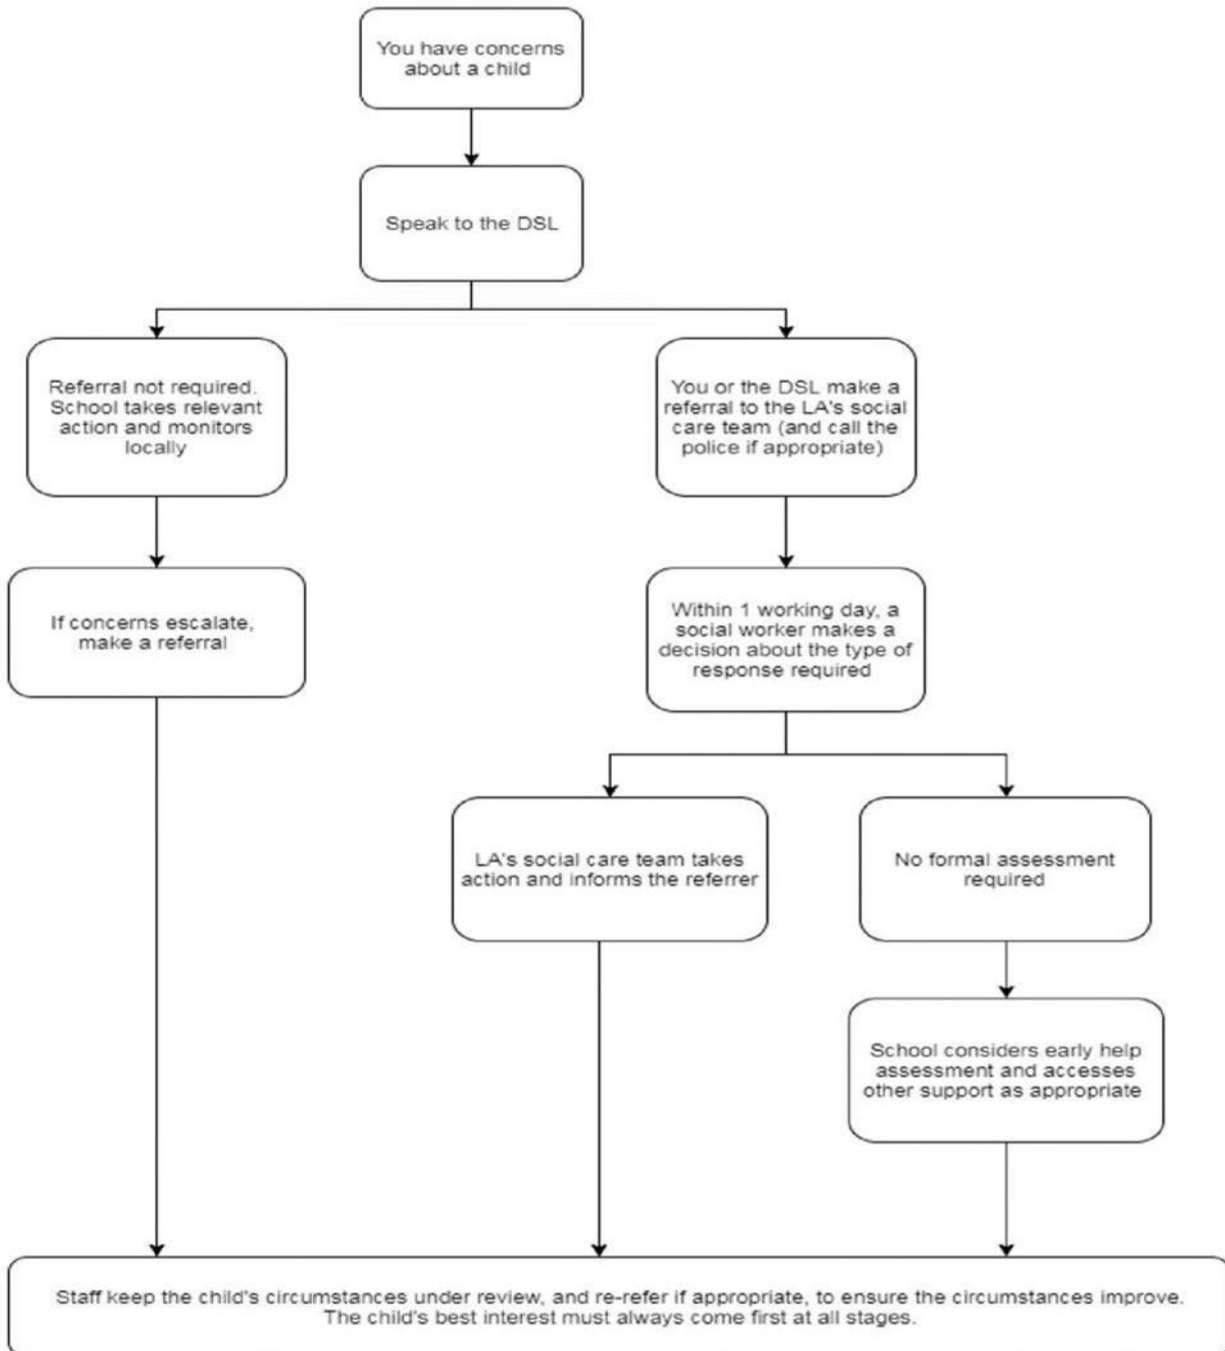 You have concerns
about a child
Speak to the DSL
Referral not required.
School takes relevant
action and monitors
locally
You or the DSL make a
referral to the LA's social
care team (and call the
police if appropriate)
If concerns escalate,
make a referral
Within 1 working day, a
social worker makes a
decision about the type of
response required
LA's social care team takes
action and informs the referrer
No formal assessment
required
School considers early help
assessment and accesses
other support as appropriate
Staff keep the child's circumstances under review, and re-refer if appropriate, to ensure the circumstances improve.
The child's best interest must always come first at all stages.